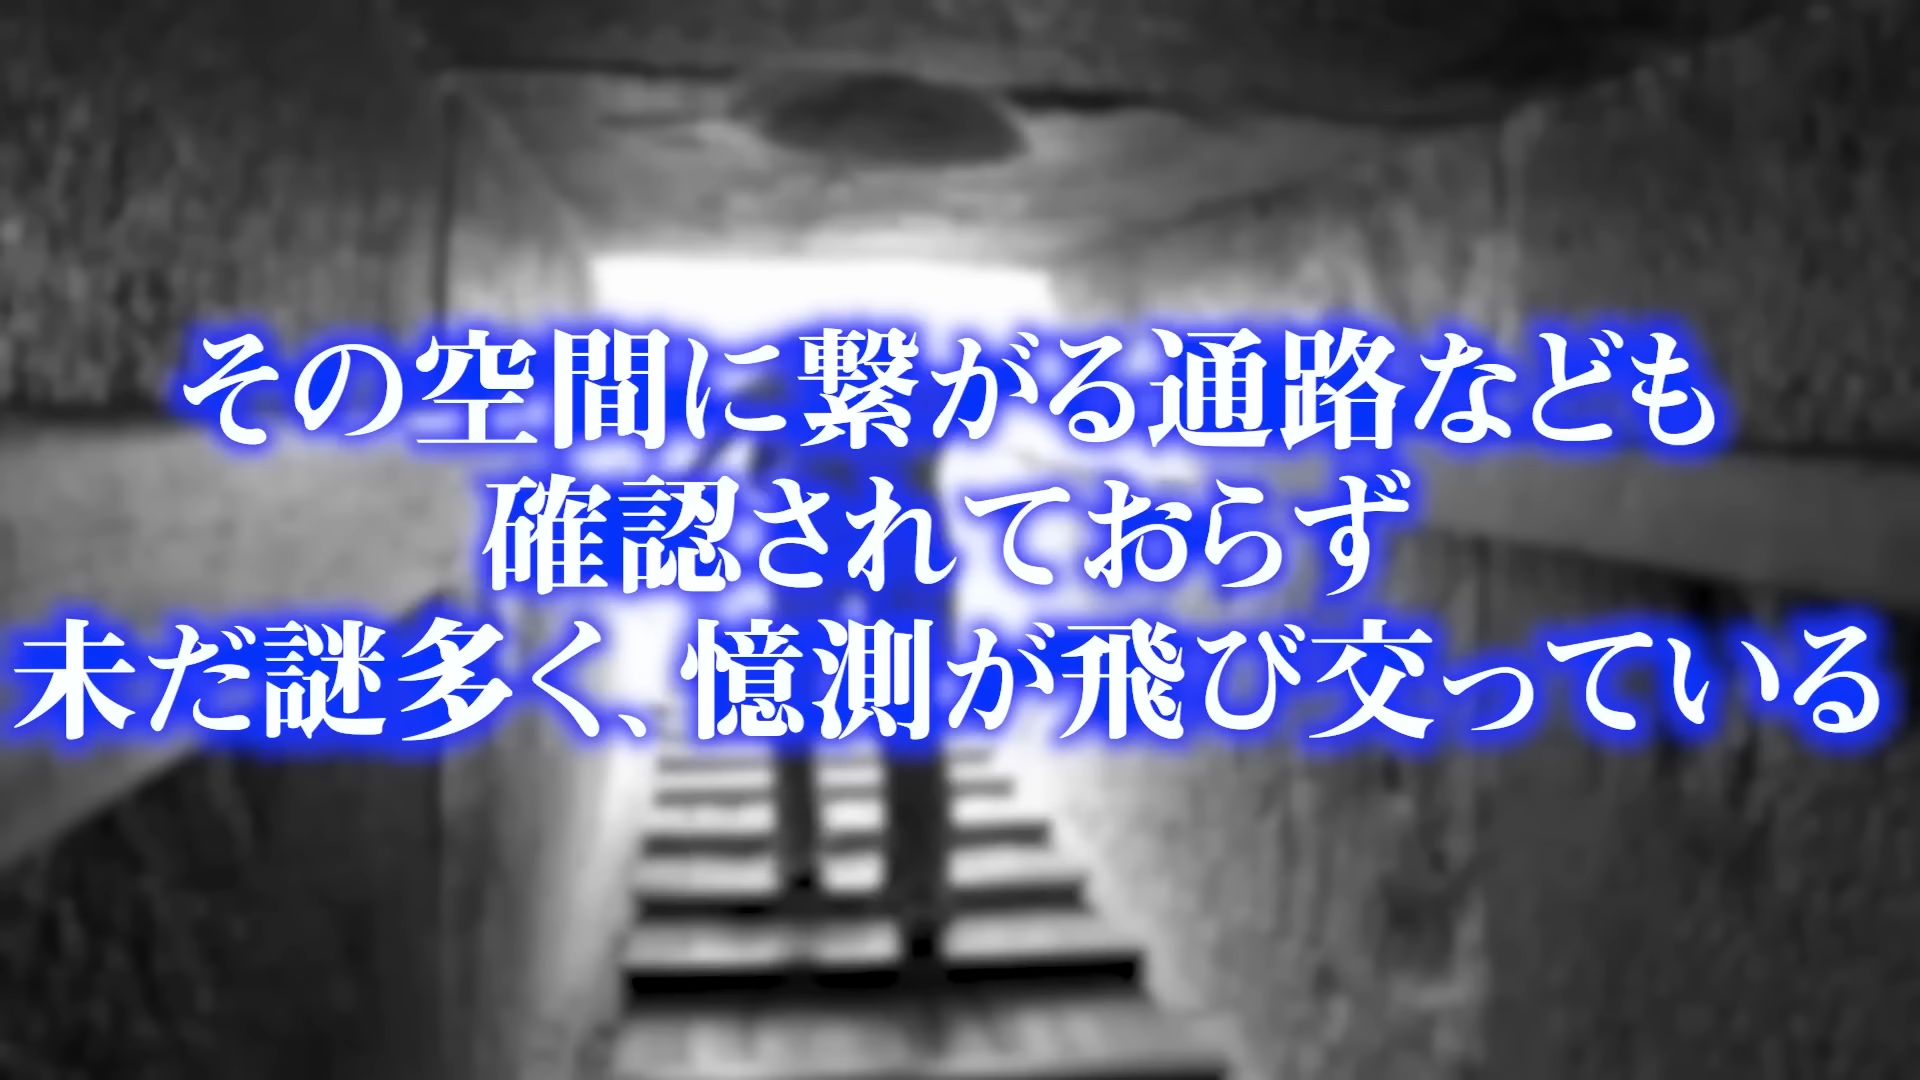 その空間に繋がる通路なども
確認されておらず
未だ謎多く、憶測が飛び交っている